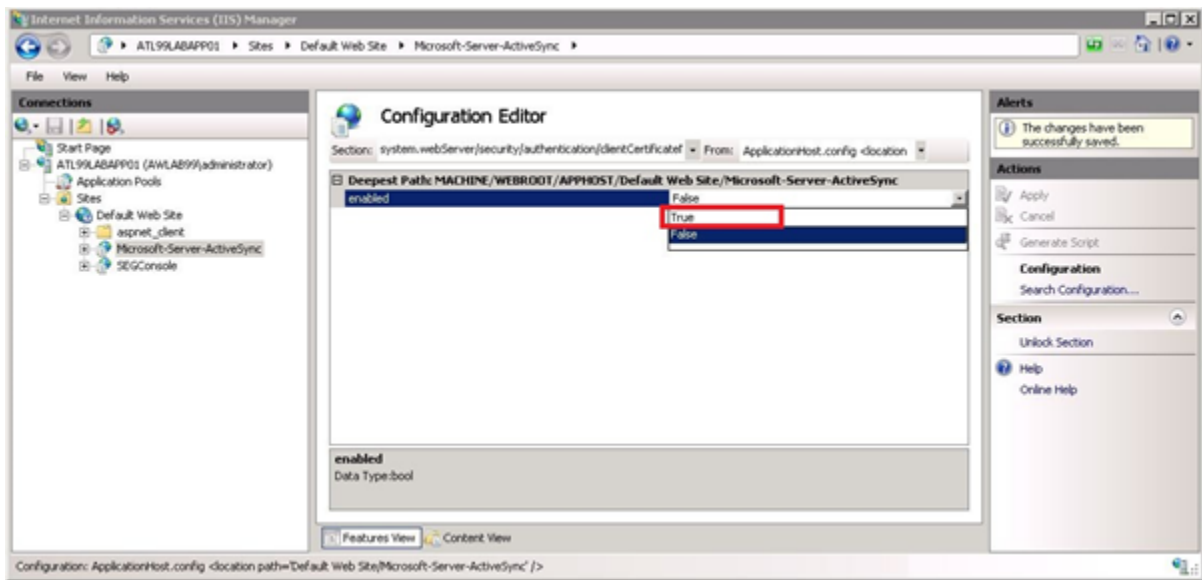 Internet Information Services (IIS) Manager
ATL99LABAPP01 Sites Default Web Site Microsoft-Server-ActiveSync
File View Help
Connections
Start Page
ATL99LABAPP01 (AWLAB99\administrator)
Application Pools
Sites
Default Web Site
aspnet_client
Microsoft-Server-ActiveSync
SEGConsole
Configuration Editor
Section: system.webServer/security/authentication/clientCertificateM From: ApplicationHost.config <location
Deepest Path: MACHINE/WEBROOT/APPHOST/Default Web Site/Microsoft-Server-ActiveSync
enabled False
True
False
enabled
Data Type:bool
Features View Content View
Alerts
The changes have been
successfully saved.
Actions
Apply
Cancel
Generate Script
Configuration
Search Configuration...
Section
Unlock Section
Help
Online Help
Configuration: ApplicationHost.config <location path='Default Web Site/Microsoft-Server-ActiveSync' />